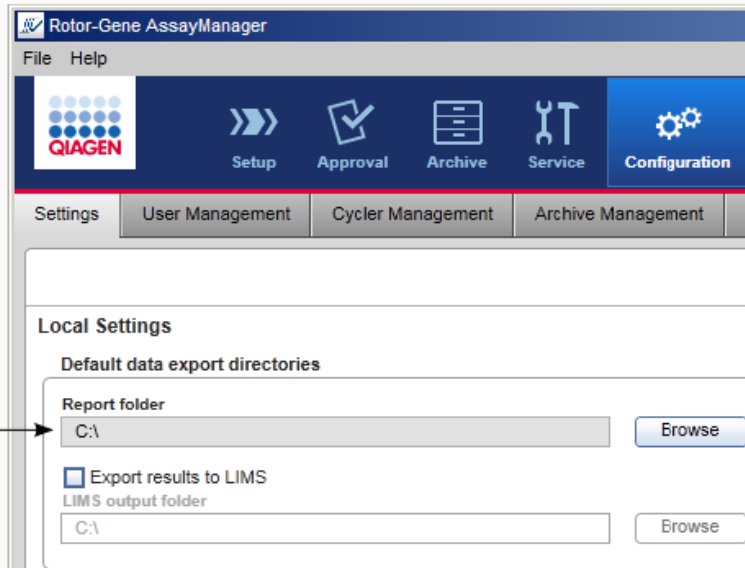 Rotor-Gene AssayManager
File Help
QIAGEN
Setup Approval Archive Service Configuration
Settings User Management Cycler Management Archive Management
Local Settings
Default data export directories
Report folder
C:\ Browse
Export results to LIMS
LIMS output folder
C:\ Browse